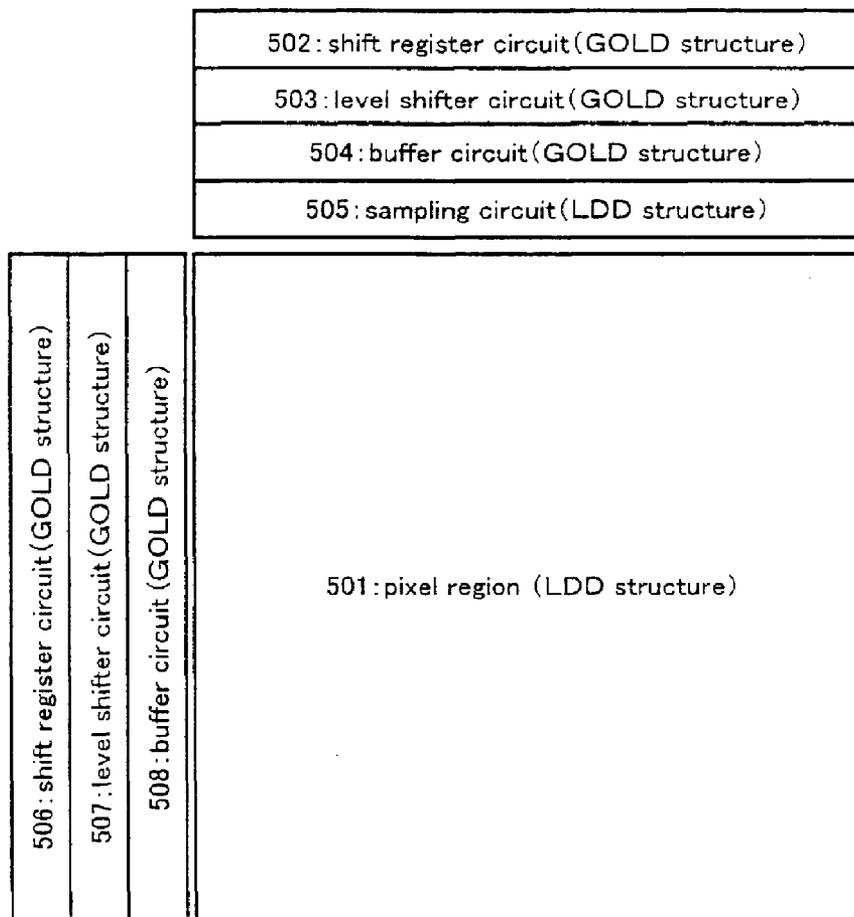 502:shift register circuit(GOLD structure)
503:level shifter circuit(GOLD structure)
504:buffer circuit(GOLD structure)
505:sampling circuit(LDD structure)
506:shift register circuit(GOLD structure)
507:level shifter circuit(GOLD structure)
508:buffer circuit(GOLD structure)
501:pixel region (LDD structure)